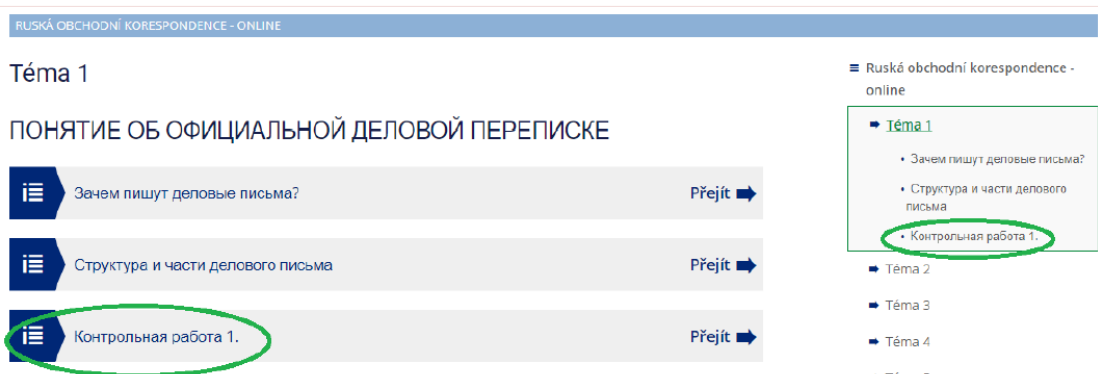 RUSKÁ OBCHODNÍ KORESPONDENCE - ONLINE
Téma 1
ПОНЯТИЕ ОБ ОФИЦИАЛЬНОЙ ДЕЛОВОЙ ПЕРЕПИСКЕ
Зачем пишут деловые письма? Přejít
Структура и части делового письма Přejít
Контрольная работа 1. Přejít
Ruská obchodní korespondence -
online
Téma 1
Зачем пишут деловые письма?
Структура и части делового
письма
Контрольная работа 1.
Téma 2
Téma 3
Téma 4